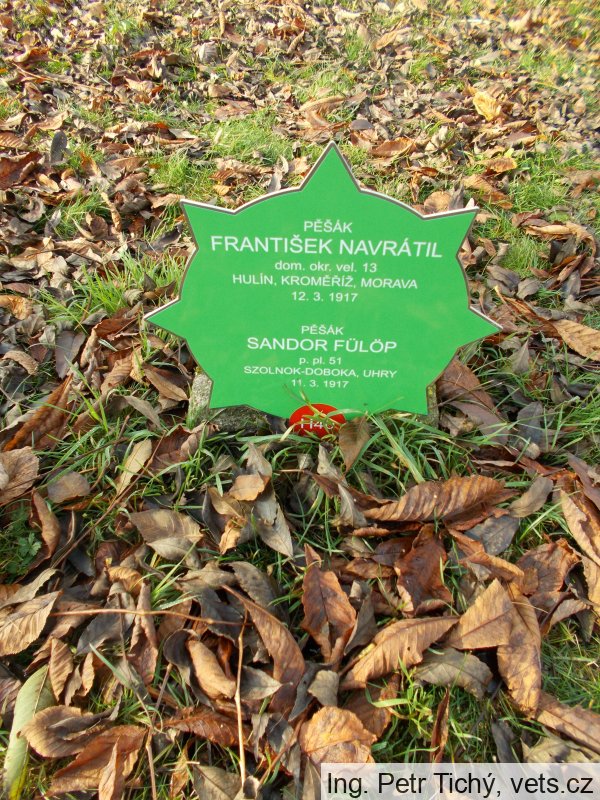 PĚŠÁK
FRANTIŠEK NAVRÁTIL
dom. okr. vel. 13
HULÍN, KROMĚŘÍŽ, MORAVA
12. 3. 1917
PĚŠÁK
SANDOR FÜLÖP
p. pl. 51
SZOLNOK-DOBOKA, UHRY
11. 3. 1917
Ing. Petr Tichý, vets.cz